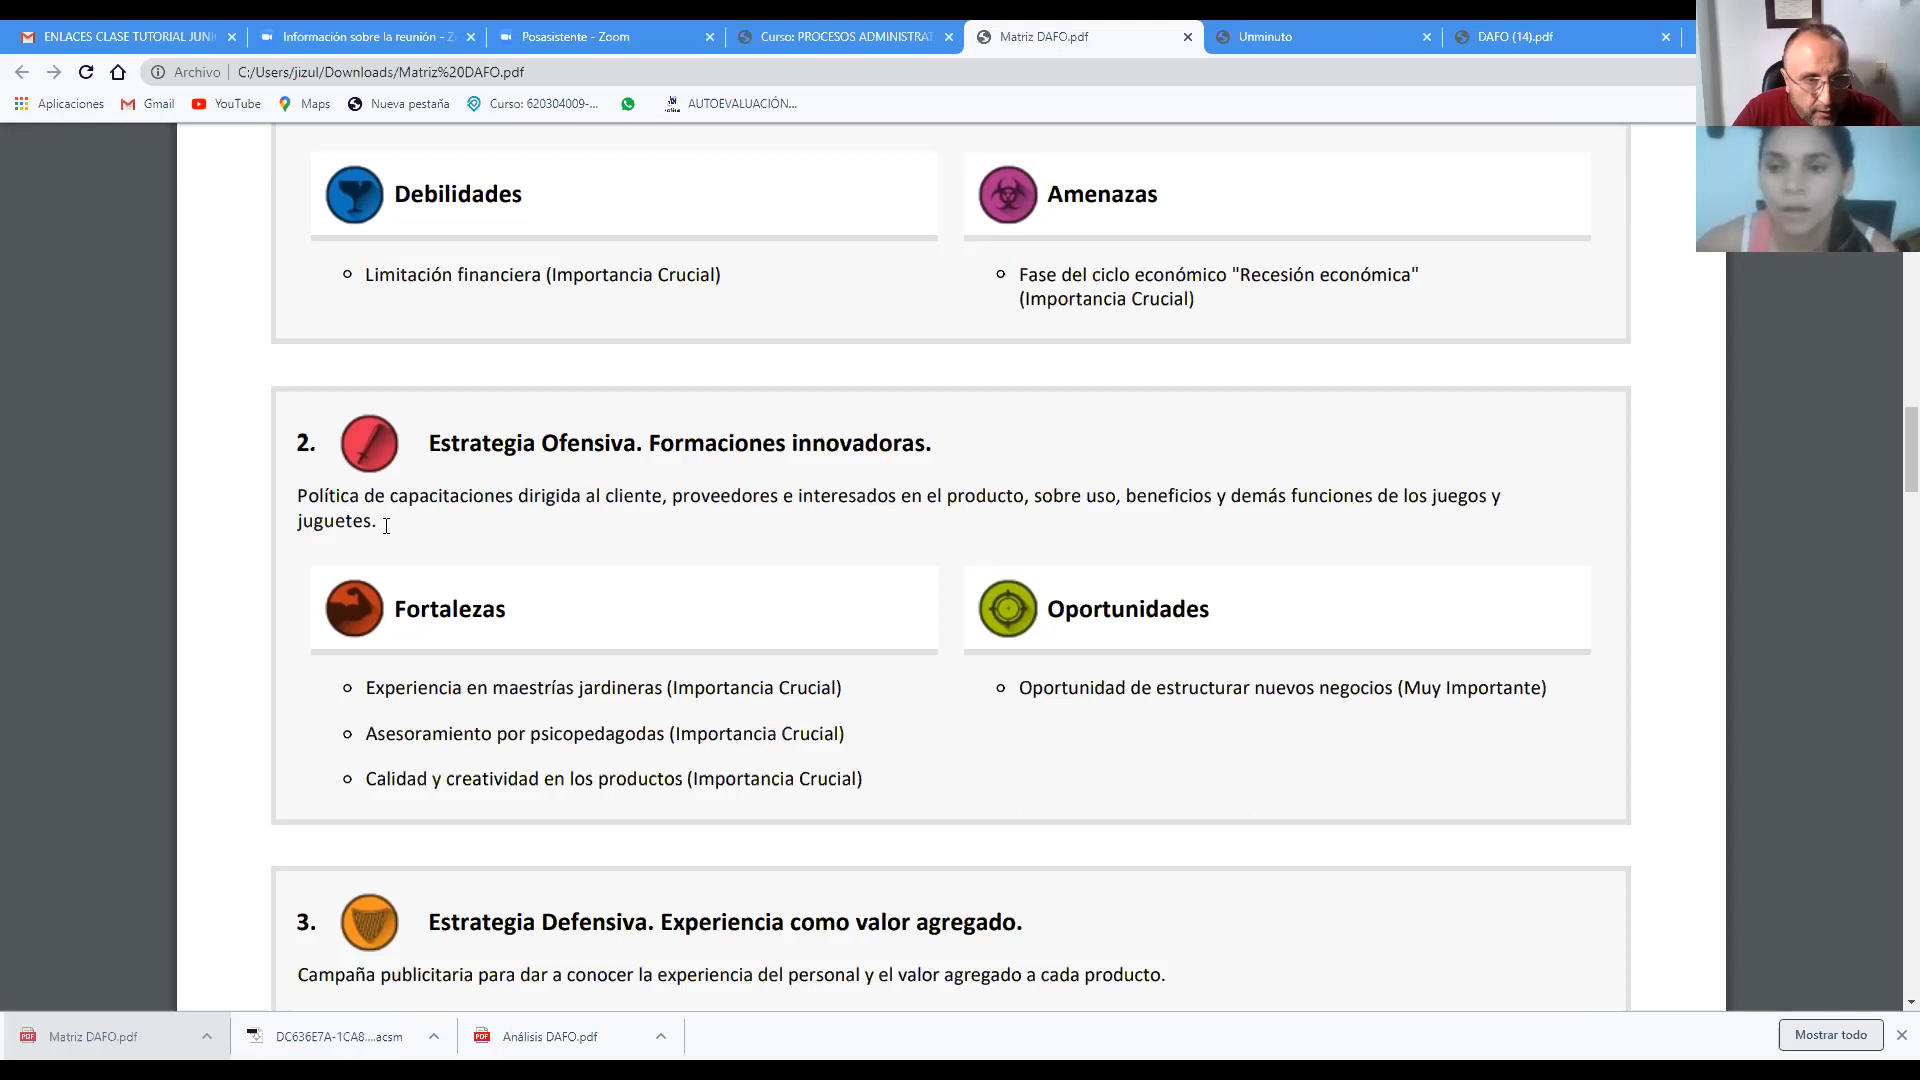 ENLACES CLASE TUTORIAL JUNI
Información sobre la reunión - Z
Posasistente - Zoom
Curso: PROCESOS ADMINISTRAT
Matriz DAFO.pdf
Unminuto
DAFO (14).pdf
Archivo
C:/Users/jizul/Downloads/Matriz%20DAFO.pdf
Aplicaciones
Gmail
YouTube
Maps
Nueva pestaña
Curso: 620304009-...
AUTOEVALUACIÓN...
Debilidades
Limitación financiera (Importancia Crucial)
Amenazas
Fase del ciclo económico "Recesión económica"
(Importancia Crucial)
2. Estrategia Ofensiva. Formaciones innovadoras.
Política de capacitaciones dirigida al cliente, proveedores e interesados en el producto, sobre uso, beneficios y demás funciones de los juegos y
juguetes.
Fortalezas
Experiencia en maestrías jardineras (Importancia Crucial)
Asesoramiento por psicopedagodas (Importancia Crucial)
Calidad y creatividad en los productos (Importancia Crucial)
Oportunidades
Oportunidad de estructurar nuevos negocios (Muy Importante)
3. Estrategia Defensiva. Experiencia como valor agregado.
Campaña publicitaria para dar a conocer la experiencia del personal y el valor agregado a cada producto.
Matriz DAFO.pdf
DC636E7A-1CA8....acsm
Análisis DAFO.pdf
Mostrar todo